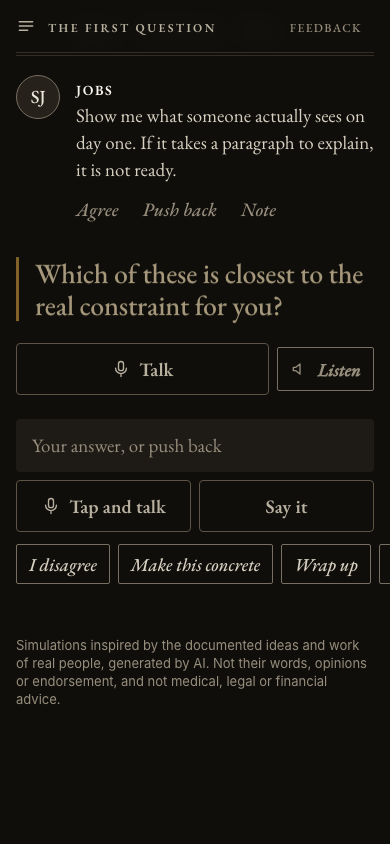 THE FIRST QUESTION
FEEDBACK
SJ
JOBS
Show me what someone actually sees on
day one. If it takes a paragraph to explain,
it is not ready.
Agree Push back Note
Which of these is closest to the
real constraint for you?
Talk
Listen
Your answer, or push back
Tap and talk
Say it
I disagree
Make this concrete
Wrap up
Simulations inspired by the documented ideas and work
of real people, generated by AI. Not their words, opinions
or endorsement, and not medical, legal or financial
advice.